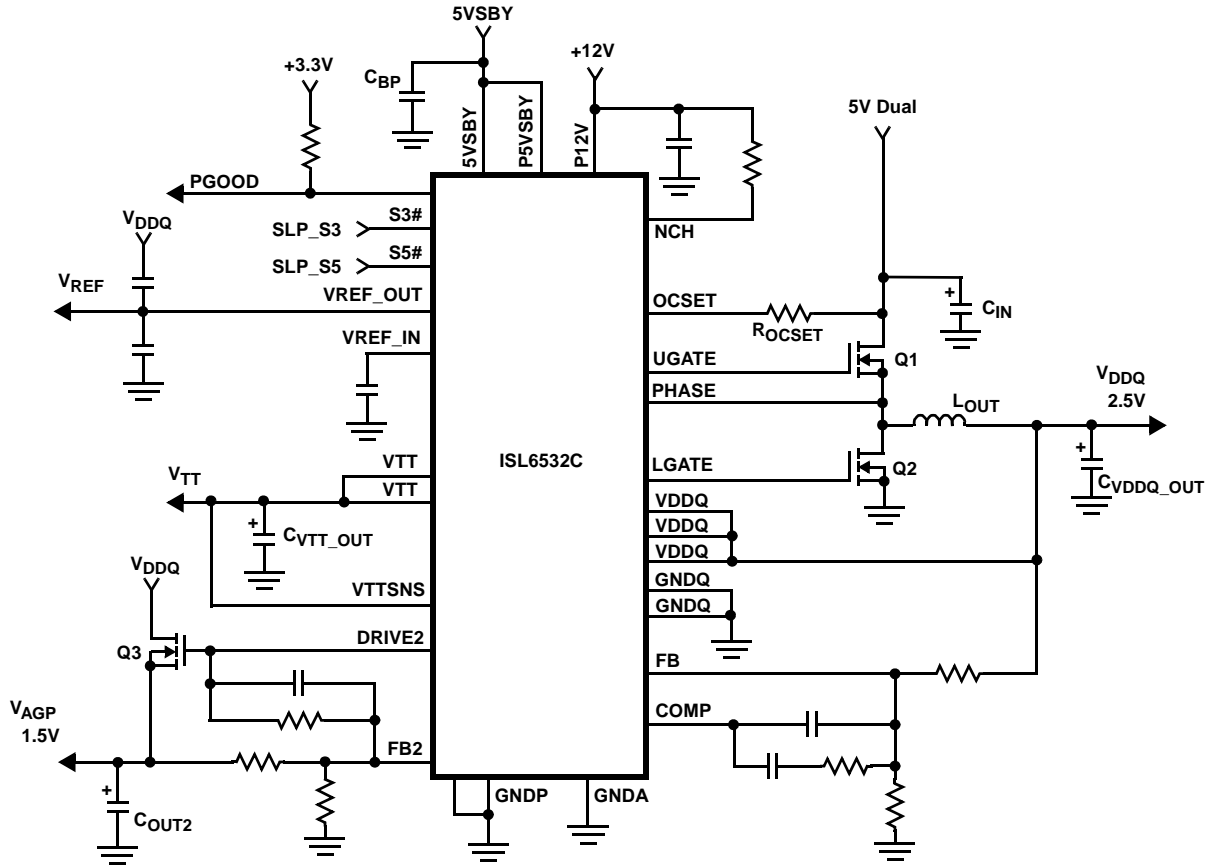 5VSBY
+12V
+3.3V
CBP
5V Dual
5VSBY
P5VSBY
P12V
PGOOD
S3#
SLP_S3
NCH
VDDQ
S5#
SLP_S5
VREF
VREF_OUT
OCSET
CIN
ROCSET
VREF_IN
UGATE
Q1
PHASE
VDDQ
2.5V
LOUT
ISL6532C
VTT
LGATE
Q2
VTT
VTT
CVDDQ_OUT
VDDQ
VDDQ
VDDQ
CVTT_OUT
VDDQ
VTTSNS
GNDQ
GNDQ
DRIVE2
Q3
FB
VAGP
1.5V
COMP
FB2
GNDP
GNDA
COUT2
+
+
+
+